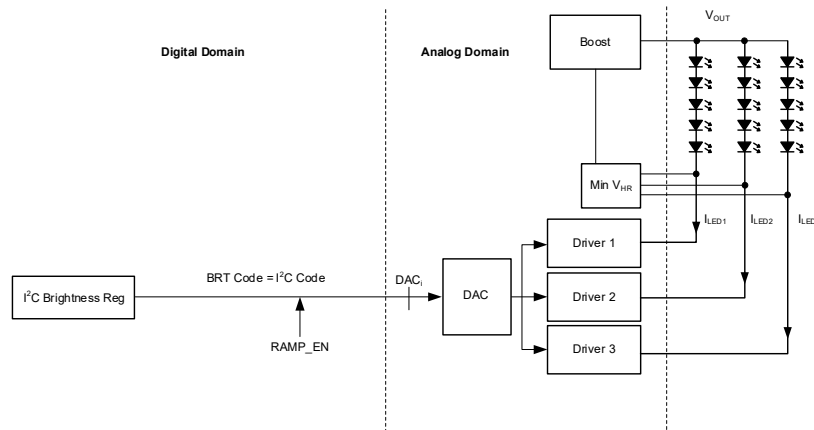 V_OUT
Digital Domain
Analog Domain
Boost
Min V_HR
I_LED1
I_LED2
I_LED
Driver 1
BRT Code = I²C Code
DAC_i
I²C Brightness Reg
DAC
Driver 2
RAMP_EN
Driver 3